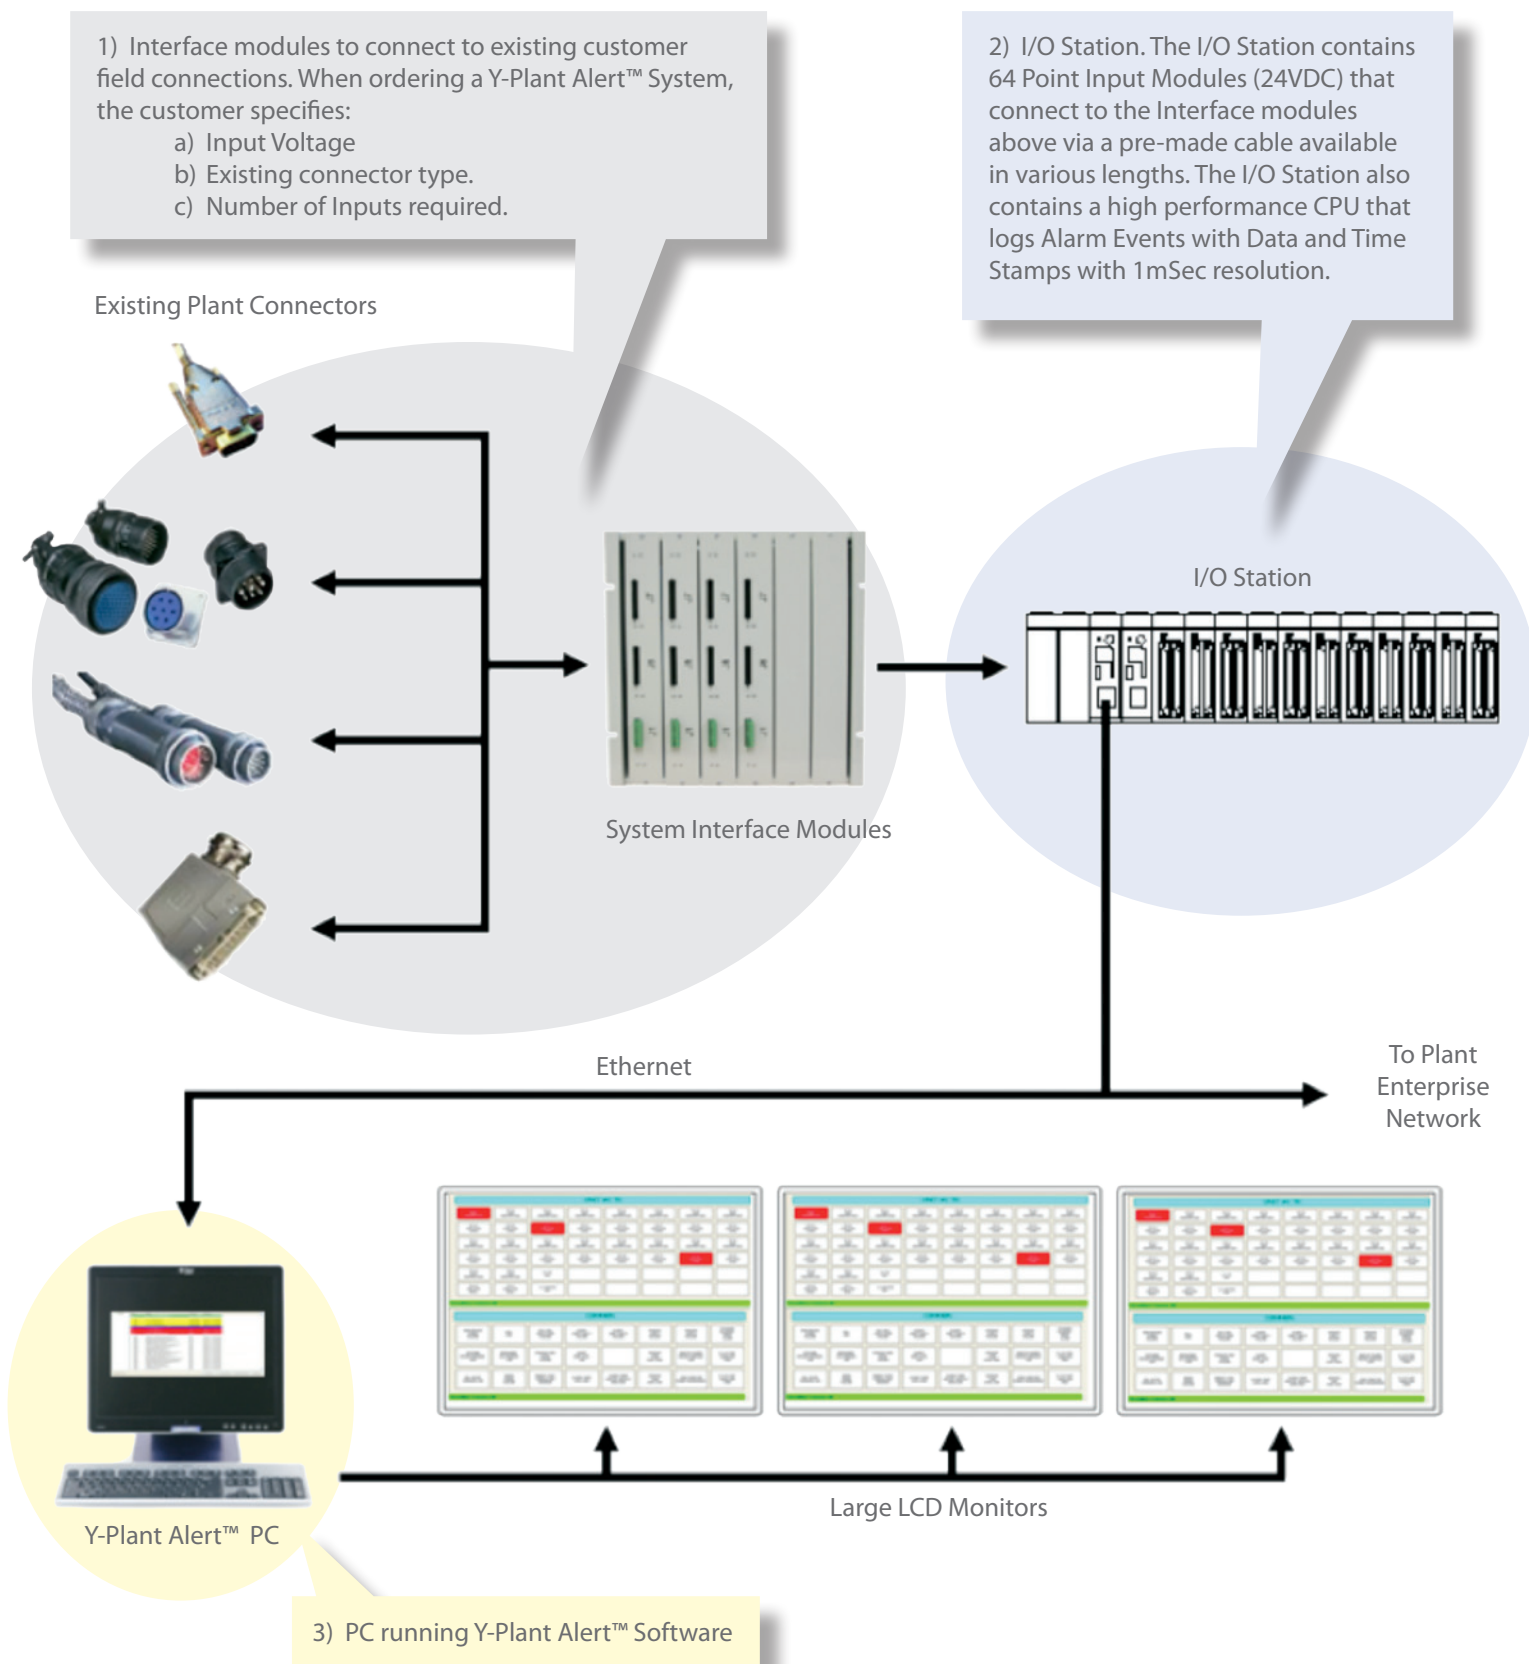 1) Interface modules to connect to existing customer
field connections. When ordering a Y-Plant Alert™ System,
the customer specifies:
a) Input Voltage
b) Existing connector type.
c) Number of Inputs required.
2) I/O Station. The I/O Station contains
64 Point Input Modules (24VDC) that
connect to the Interface modules
above via a pre-made cable available
in various lengths. The I/O Station also
contains a high performance CPU that
logs Alarm Events with Data and Time
Stamps with 1mSec resolution.
Existing Plant Connectors
I/O Station
System Interface Modules
Ethernet
To Plant
Enterprise
Network
Large LCD Monitors
Y-Plant Alert™ PC
3) PC running Y-Plant Alert™ Software